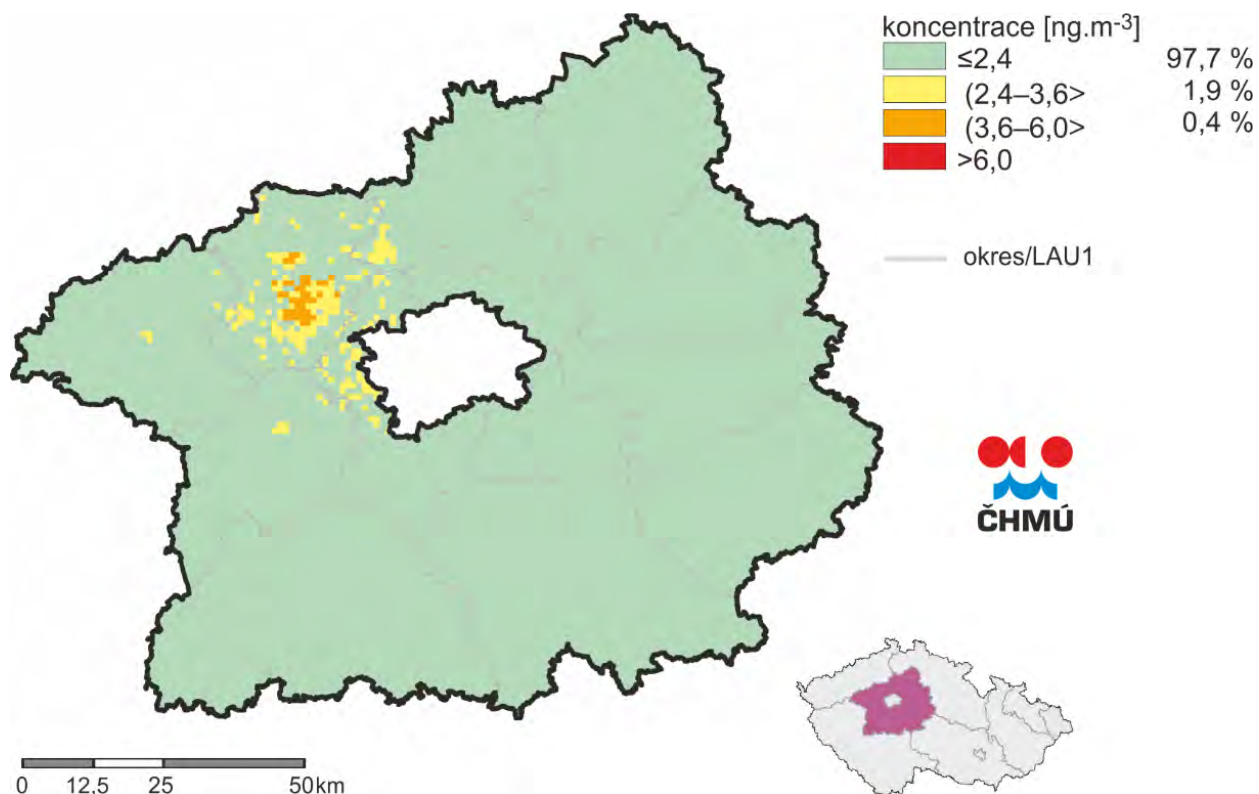 koncentrace [ng.m-3]
≤2,4 97,7 %
(2,4–3,6> 1,9 %
(3,6–6,0> 0,4 %
>6,0
okres/LAU1
ČHMÚ
0 12,5 25 50km